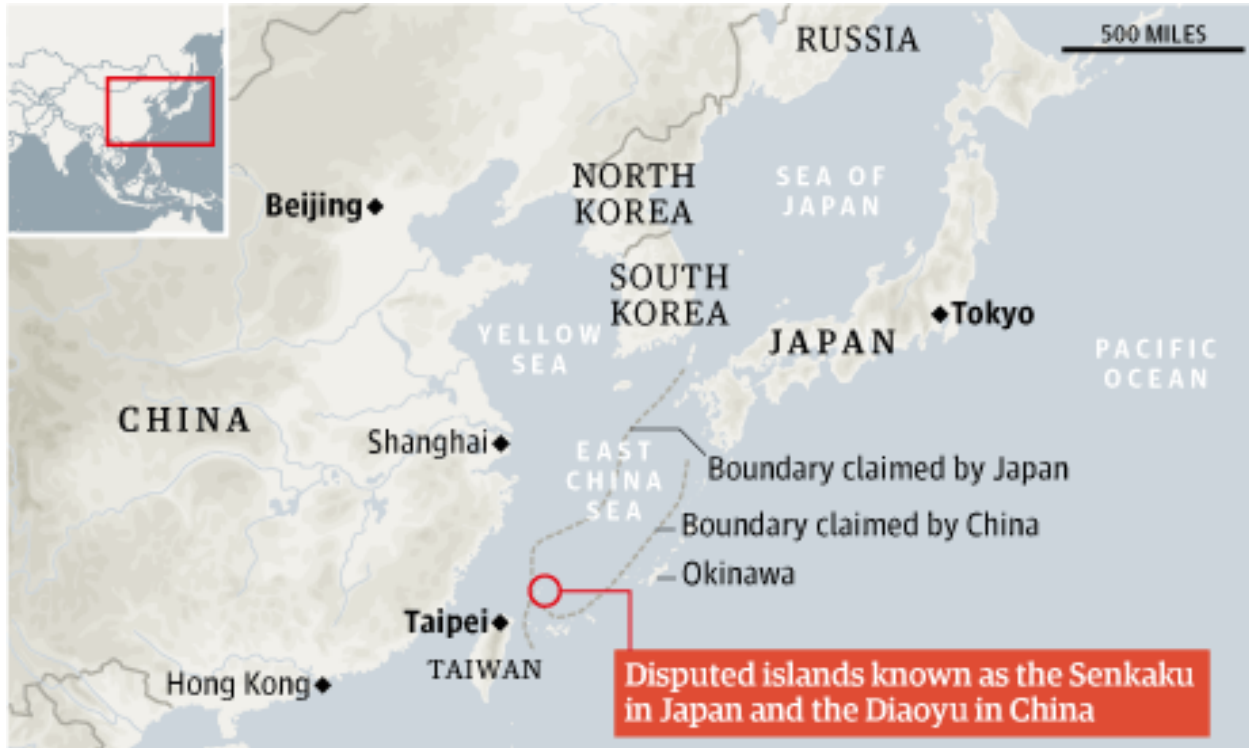 RUSSIA
500 MILES
NORTH
KOREA
SEA OF
JAPAN
Beijing
SOUTH
KOREA
Tokyo
YELLOW
SEA
JAPAN
PACIFIC
OCEAN
CHINA
Shanghai
EAST
CHINA
SEA
Boundary claimed by Japan
Boundary claimed by China
Okinawa
Taipei
TAIWAN
Hong Kong
Disputed islands known as the Senkaku
in Japan and the Diaoyu in China